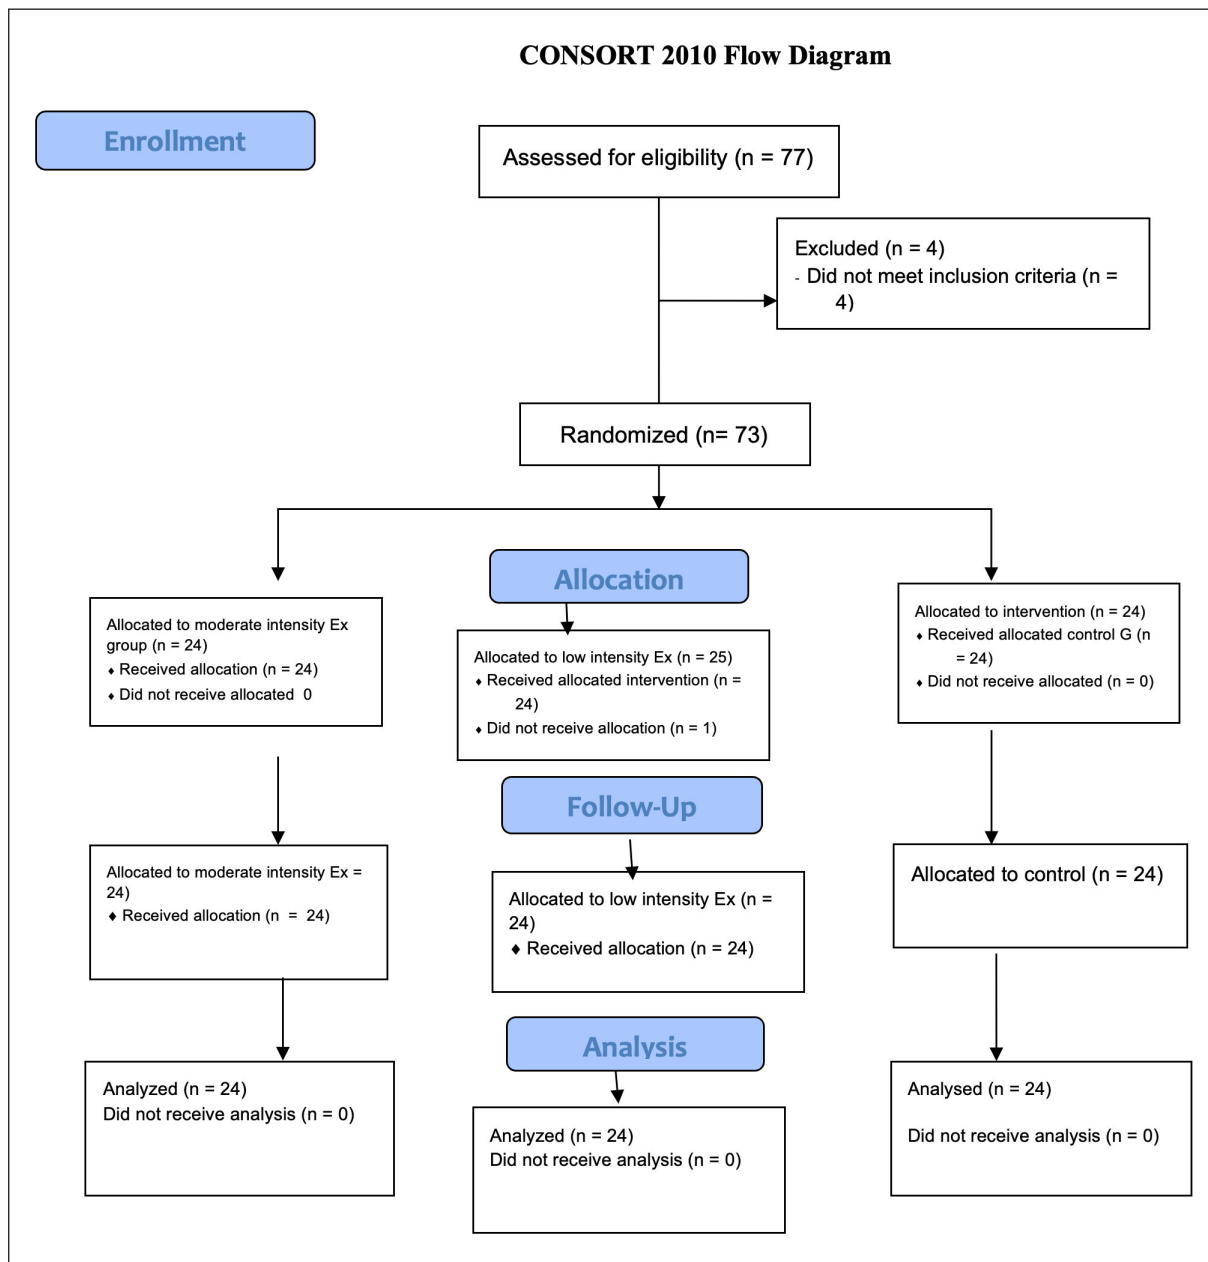 CONSORT 2010 Flow Diagram
Enrollment
Assessed for eligibility (n = 77)
Excluded (n = 4)
- Did not meet inclusion criteria (n =
4)
Randomized (n= 73)
Allocation
Allocated to moderate intensity Ex
group (n = 24)
♦ Received allocation (n = 24)
♦ Did not receive allocated 0
Allocated to low intensity Ex (n = 25)
♦ Received allocated intervention (n =
24)
♦ Did not receive allocation (n = 1)
Allocated to intervention (n = 24)
♦ Received allocated control G (n
= 24)
♦ Did not receive allocated (n = 0)
Follow-Up
Allocated to moderate intensity Ex =
24)
♦ Received allocation (n = 24)
Allocated to low intensity Ex (n =
24)
♦ Received allocation (n = 24)
Allocated to control (n = 24)
Analysis
Analyzed (n = 24)
Did not receive analysis (n = 0)
Analyzed (n = 24)
Did not receive analysis (n = 0)
Analysed (n = 24)
Did not receive analysis (n = 0)